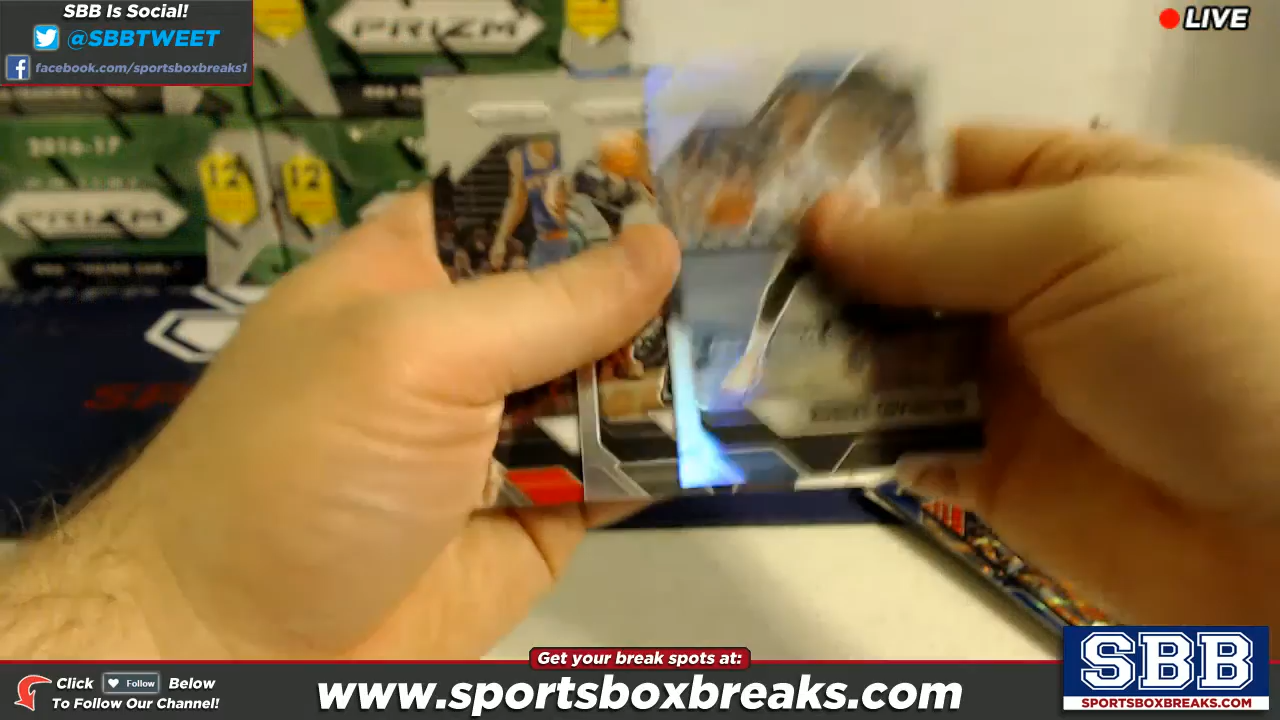 SBB Is Social!
@SBBTWEET
facebook.com/sportsboxbreaks1
LIVE
PRIZM
2016-17
12
12
PRIZM
Get your break spots at:
www.sportsboxbreaks.com
Click Follow Below
To Follow Our Channel!
SBB
SPORTSBOXBREAKS.COM